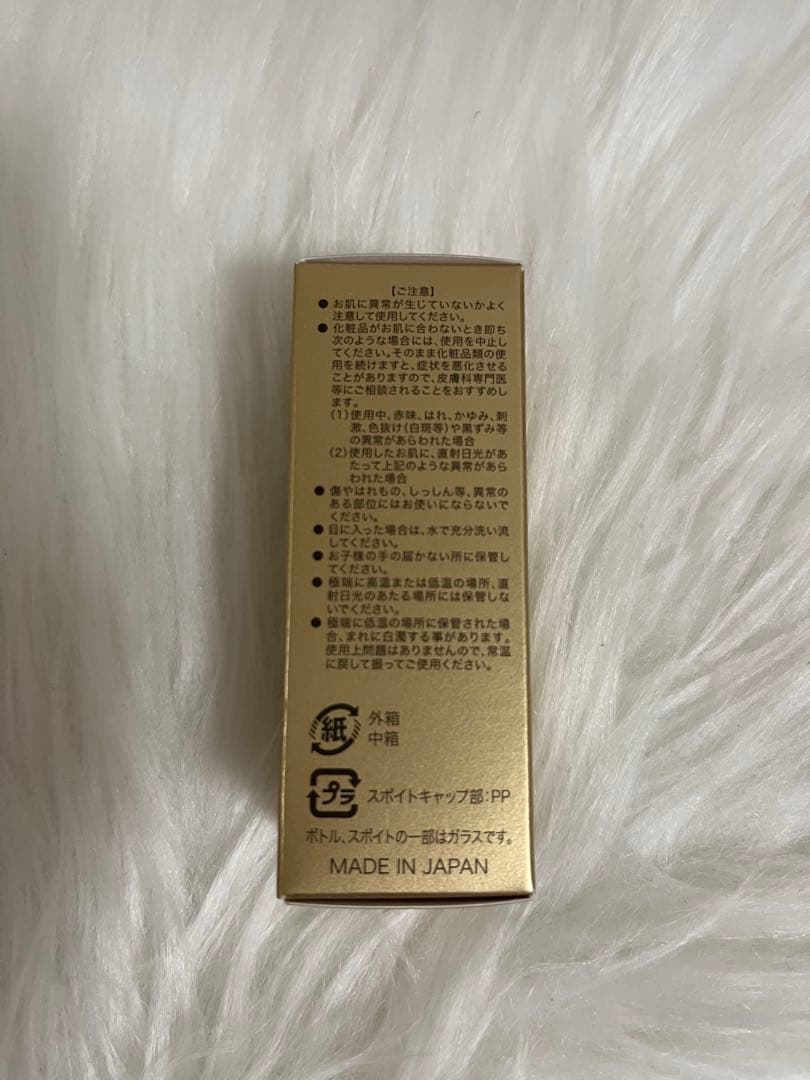 【ご注意】
● お肌に異常が生じていないかよく
注意して使用してください。
● 化粧品がお肌に合わないとき即ち
次のような場合には、使用を中止し
てください。そのまま化粧品類の使
用を続けますと、症状を悪化させる
ことがありますので、皮膚科専門医
等にご相談されることをおすすめし
ます。
(1)使用中、赤味、はれ、かゆみ、刺
激、色抜け(白斑等)や黒ずみ等
の異常があらわれた場合
(2)使用したお肌に、直射日光があ
たって上記のような異常があら
われた場合
● 傷やはれもの、しっしん等、異常の
ある部位にはお使いにならないで
ください。
● 目に入った場合は、水で充分洗い流
してください。
● お子様の手の届かない所に保管し
てください。
● 極端に高温または低温の場所、直
射日光のあたる場所には保管しな
いでください。
● 極端に低温の場所に保管された場
合、まれに白濁する事があります。
使用上問題はありませんので、常温
に戻して振ってご使用ください。
紙 外箱
中箱
プラ スポイトキャップ部:PP
ボトル、スポイトの一部はガラスです。
MADE IN JAPAN